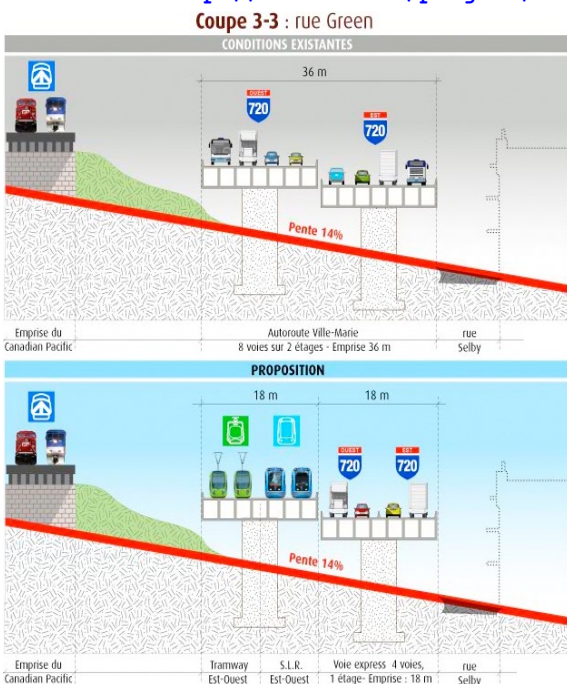 Coupe 3-3 : rue Green
CONDITIONS EXISTANTES
36 m
OUEST
720
EST
720
CP
Pente 14%
Emprise du
Canadian Pacific
Autoroute Ville-Marie
8 voies sur 2 étages - Emprise 36 m
rue
Selby
PROPOSITION
18 m
18 m
OUEST
720
EST
720
CP
Pente 14%
Emprise du
Canadian Pacific
Tramway
Est-Ouest
S.L.R.
Est-Ouest
Voie express 4 voies,
1 étage- Emprise : 18 m
rue
Selby